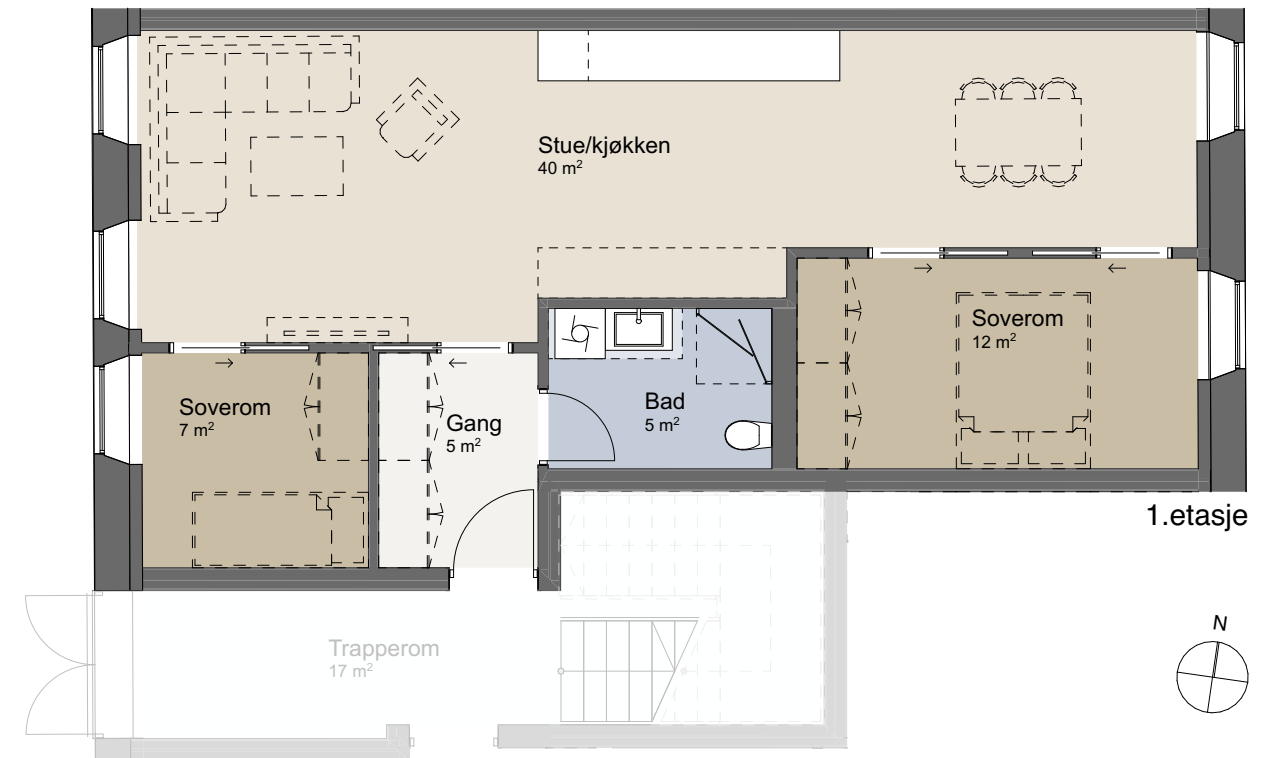 Stue/kjøkken
40 m²
Soverom
12 m²
Soverom
7 m²
Gang
5 m²
Bad
5 m²
1.etasje
Trapperom
17 m²
N